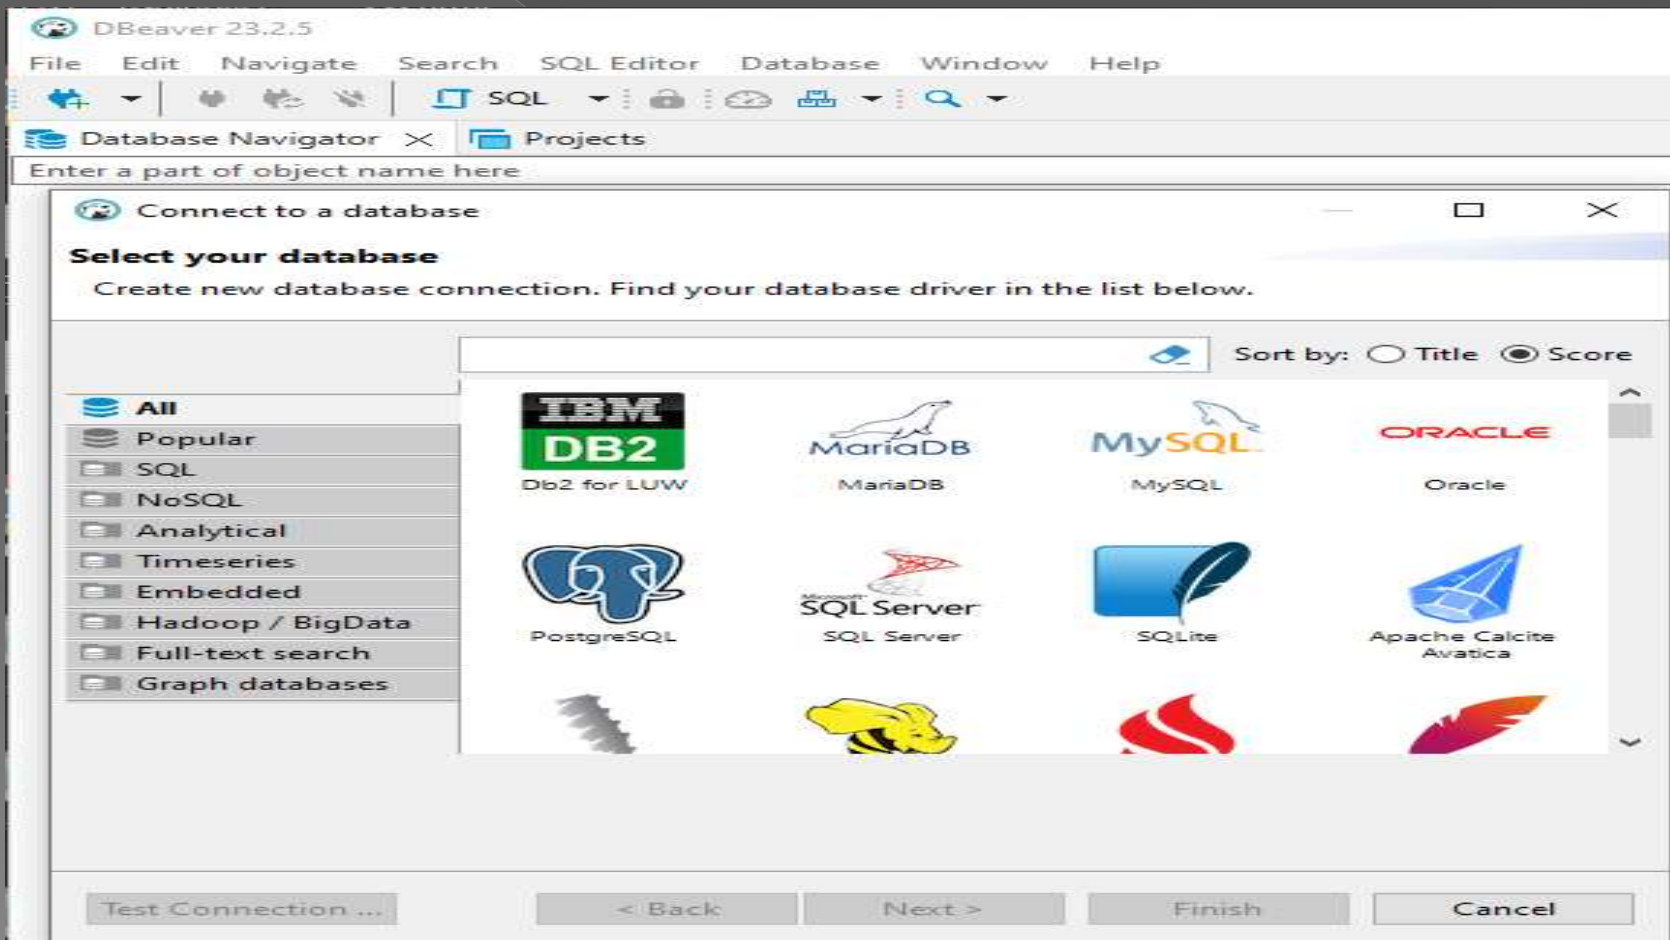 DBeaver 23.2.5
File Edit Navigate Search SQL Editor Database Window Help
SQL
Database Navigator Projects
Enter a part of object name here
Connect to a database
Select your database
Create new database connection. Find your database driver in the list below.
Sort by: Title Score
All
Popular
SQL
NoSQL
Analytical
Timeseries
Embedded
Hadoop / BigData
Full-text search
Graph databases
IBM
DB2
MariaDB
MySQL
ORACLE
Db2 for LUW
MariaDB
MySQL
Oracle
Microsoft
SQL Server
PostgreSQL
SQL Server
SQLite
Apache Calcite
Avatica
Test Connection ...
< Back
Next >
Finish
Cancel